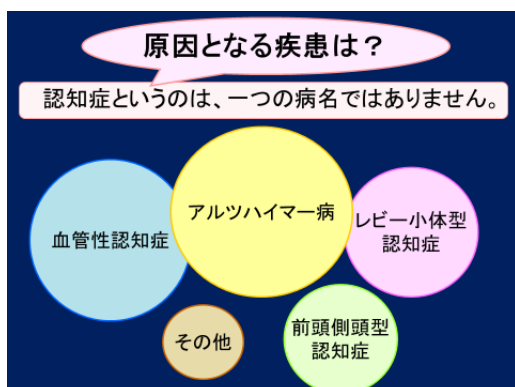 原因となる疾患は？
認知症というのは、一つの病名ではありません。
アルツハイマー病
血管性認知症
レビー小体型
認知症
その他
前頭側頭型
認知症